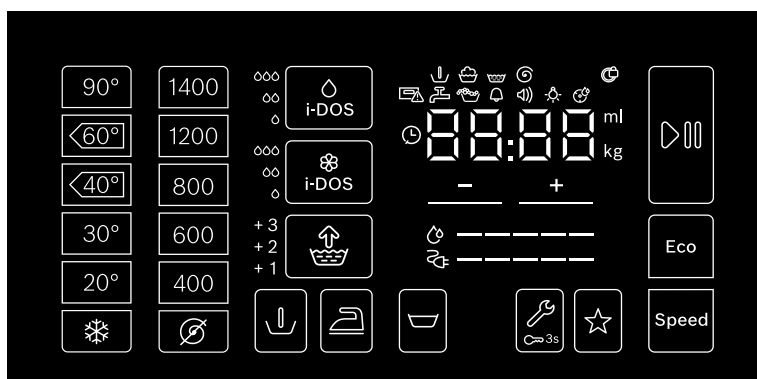 90°
60°
40°
30°
20°
1400
1200
800
600
400
i-DOS
i-DOS
+ 3
+ 2
+ 1
88:88
ml
kg
− +
3s
Eco
Speed